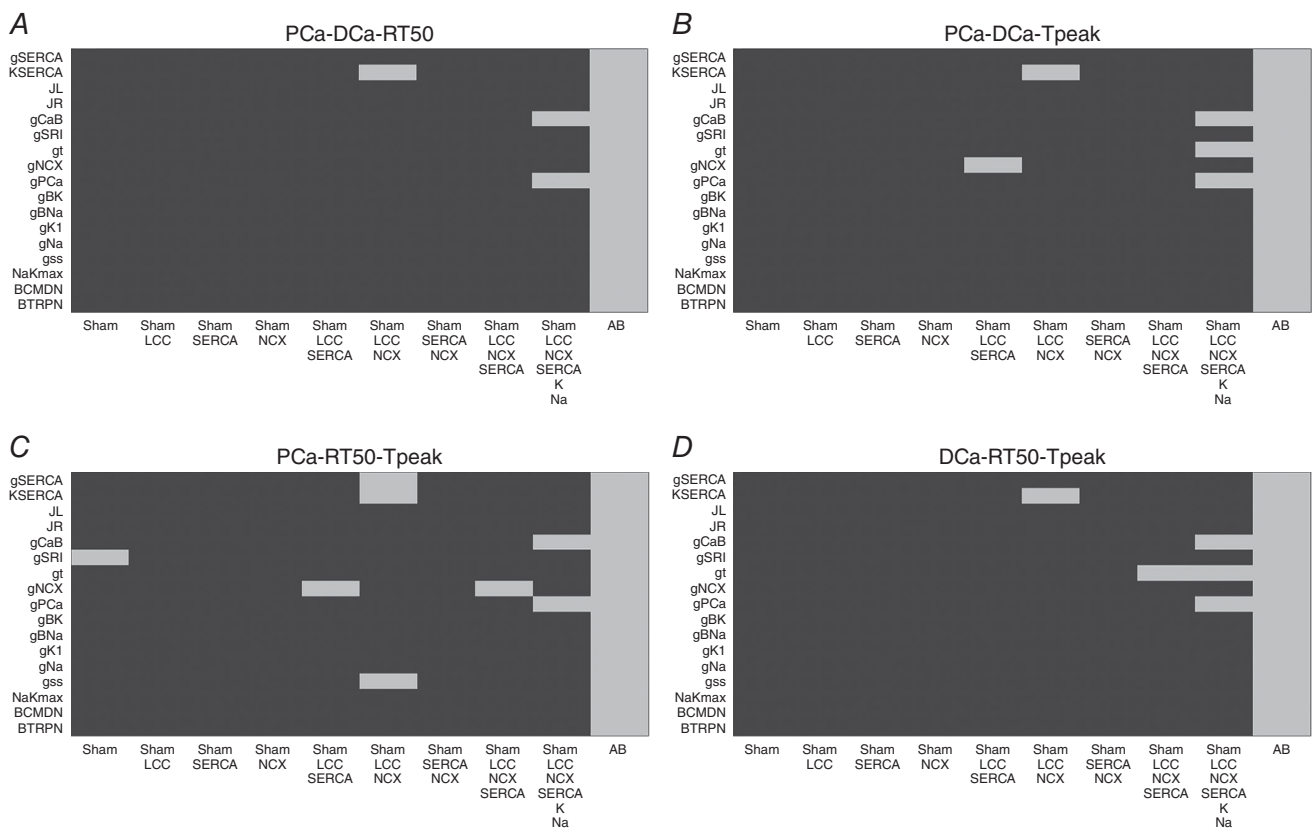 A
PCa-DCa-RT50
gSERCA
KSERCA
JL
JR
gCaB
gSRI
gt
gNCX
gPCa
gBK
gBNa
gK1
gNa
gss
NaKmax
BCMDN
BTRPN
Sham Sham Sham Sham Sham Sham Sham Sham Sham AB
LCC SERCA NCX LCC LCC SERCA LCC LCC
SERCA NCX NCX NCX NCX
SERCA SERCA
K
Na
B
PCa-DCa-Tpeak
gSERCA
KSERCA
JL
JR
gCaB
gSRI
gt
gNCX
gPCa
gBK
gBNa
gK1
gNa
gss
NaKmax
BCMDN
BTRPN
Sham Sham Sham Sham Sham Sham Sham Sham Sham AB
LCC SERCA NCX LCC LCC SERCA LCC LCC
SERCA NCX NCX NCX NCX
SERCA SERCA
K
Na
C
PCa-RT50-Tpeak
gSERCA
KSERCA
JL
JR
gCaB
gSRI
gt
gNCX
gPCa
gBK
gBNa
gK1
gNa
gss
NaKmax
BCMDN
BTRPN
Sham Sham Sham Sham Sham Sham Sham Sham Sham AB
LCC SERCA NCX LCC LCC SERCA LCC LCC
SERCA NCX NCX NCX NCX
SERCA SERCA
K
Na
D
DCa-RT50-Tpeak
gSERCA
KSERCA
JL
JR
gCaB
gSRI
gt
gNCX
gPCa
gBK
gBNa
gK1
gNa
gss
NaKmax
BCMDN
BTRPN
Sham Sham Sham Sham Sham Sham Sham Sham Sham AB
LCC SERCA NCX LCC LCC SERCA LCC LCC
SERCA NCX NCX NCX NCX
SERCA SERCA
K
Na